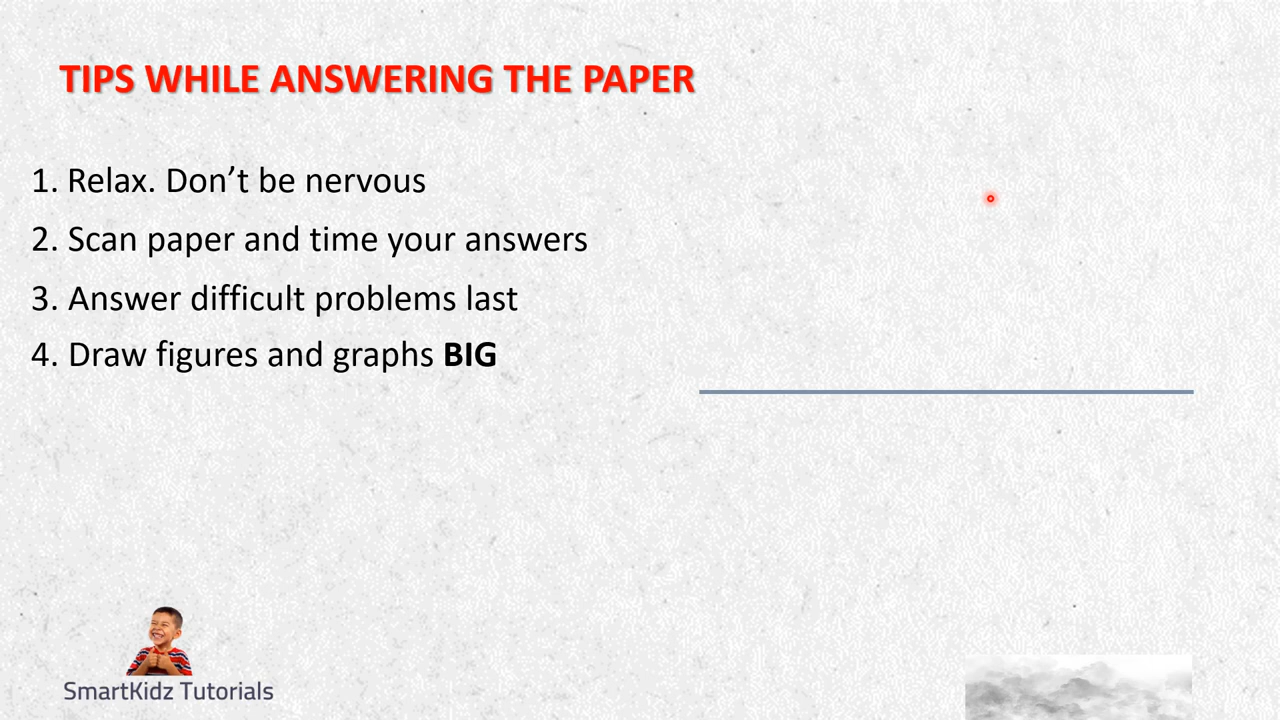 TIPS WHILE ANSWERING THE PAPER
1. Relax. Don’t be nervous
2. Scan paper and time your answers
3. Answer difficult problems last
4. Draw figures and graphs BIG
SmartKidz Tutorials